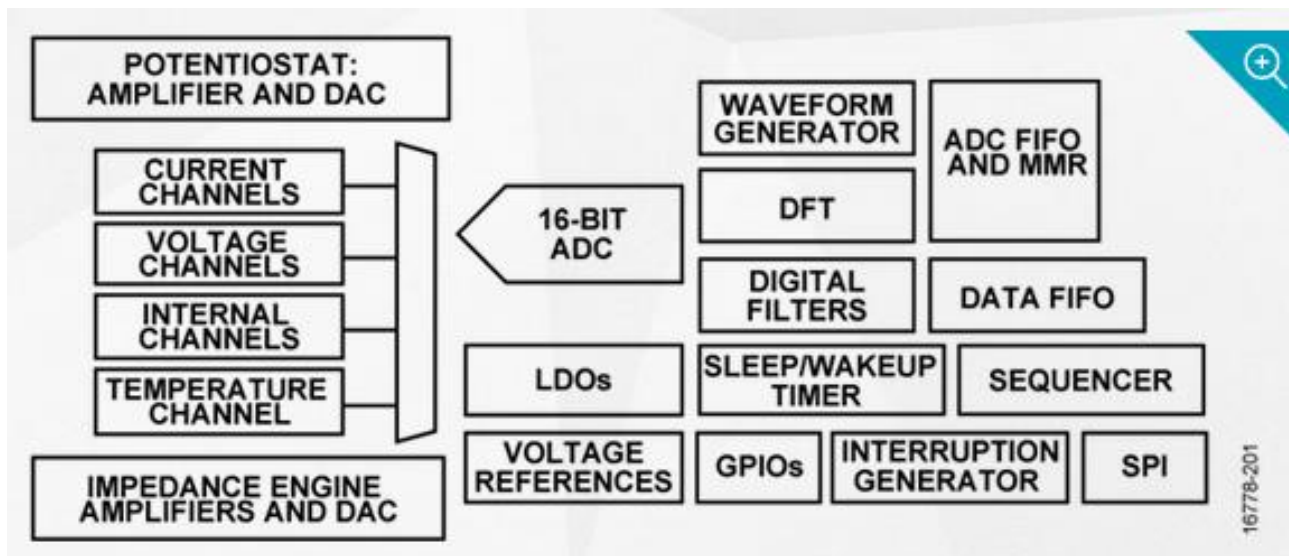 POTENTIOSTAT:
AMPLIFIER AND DAC
CURRENT
CHANNELS
VOLTAGE
CHANNELS
INTERNAL
CHANNELS
TEMPERATURE
CHANNEL
IMPEDANCE ENGINE
AMPLIFIERS AND DAC
16-BIT
ADC
WAVEFORM
GENERATOR
ADC FIFO
AND MMR
DFT
DIGITAL
FILTERS
DATA FIFO
LDOs
SLEEP/WAKEUP
TIMER
SEQUENCER
VOLTAGE
REFERENCES
GPIOs
INTERRUPTION
GENERATOR
SPI
16778-201